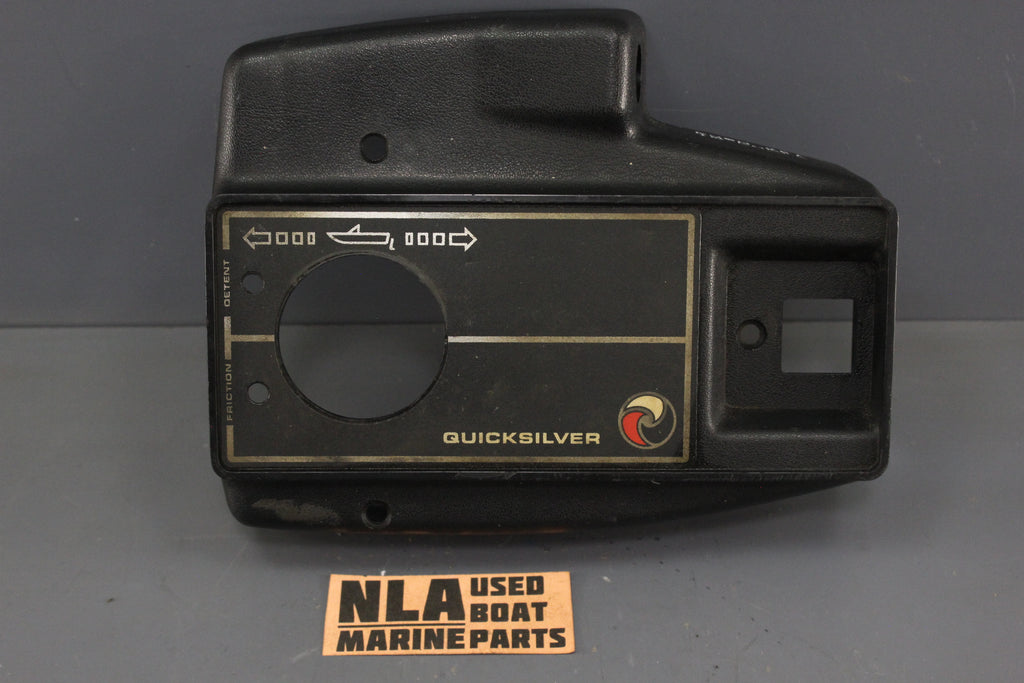 DETENT
FRICTION
QUICKSILVER
NLA USED
BOAT
MARINE PARTS